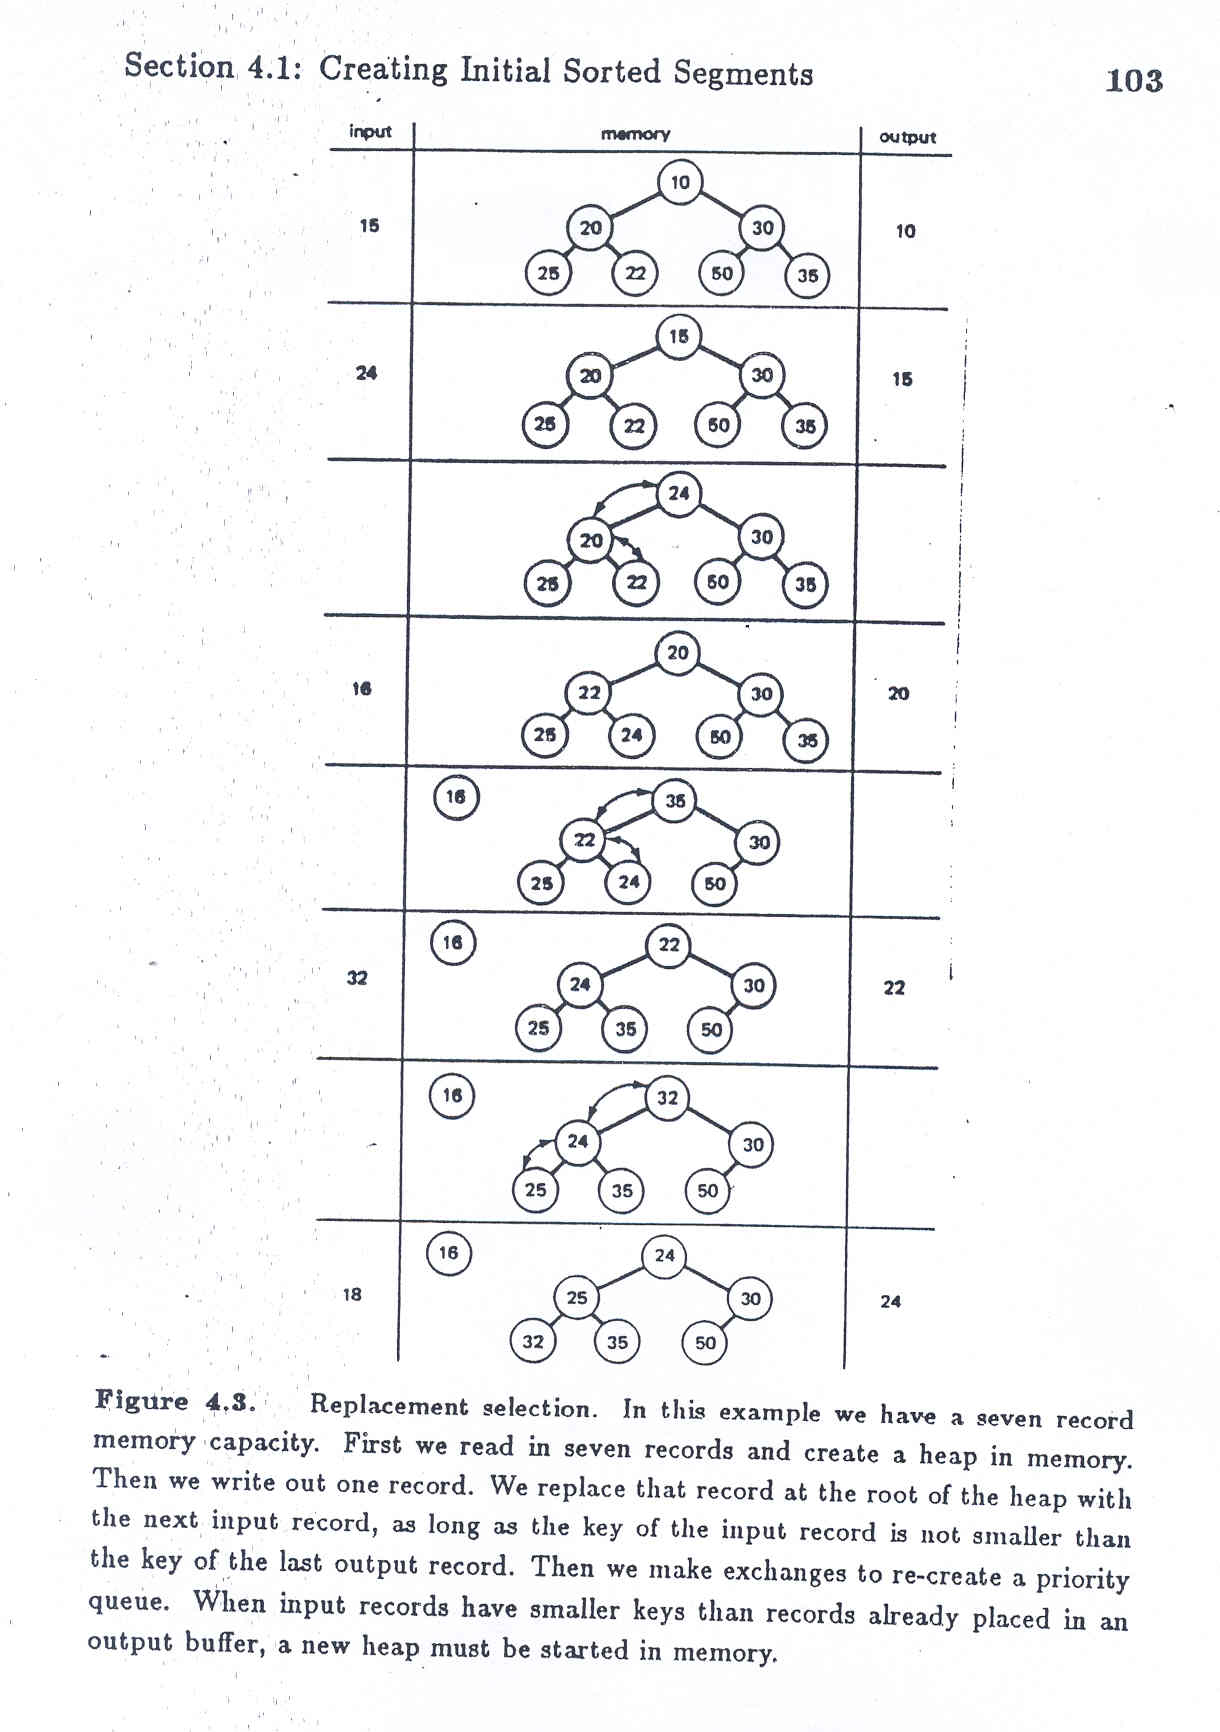 Section 4.1: Creating Initial Sorted Segments 103
input memory output
10
15 20 30 10
25 22 50 35
15
24 20 30 15
25 22 50 35
24
20 30
25 22 50 35
20
16 22 30 20
25 24 50 35
16 35
22 30
25 24 50
16 22
32 24 30 22
25 35 50
16 32
24 30
25 35 50
16 24
18 25 30 24
32 35 50
Figure 4.3. Replacement selection. In this example we have a seven record
memory capacity. First we read in seven records and create a heap in memory.
Then we write out one record. We replace that record at the root of the heap with
the next input record, as long as the key of the input record is not smaller than
the key of the last output record. Then we make exchanges to re-create a priority
queue. When input records have smaller keys than records already placed in an
output buffer, a new heap must be started in memory.